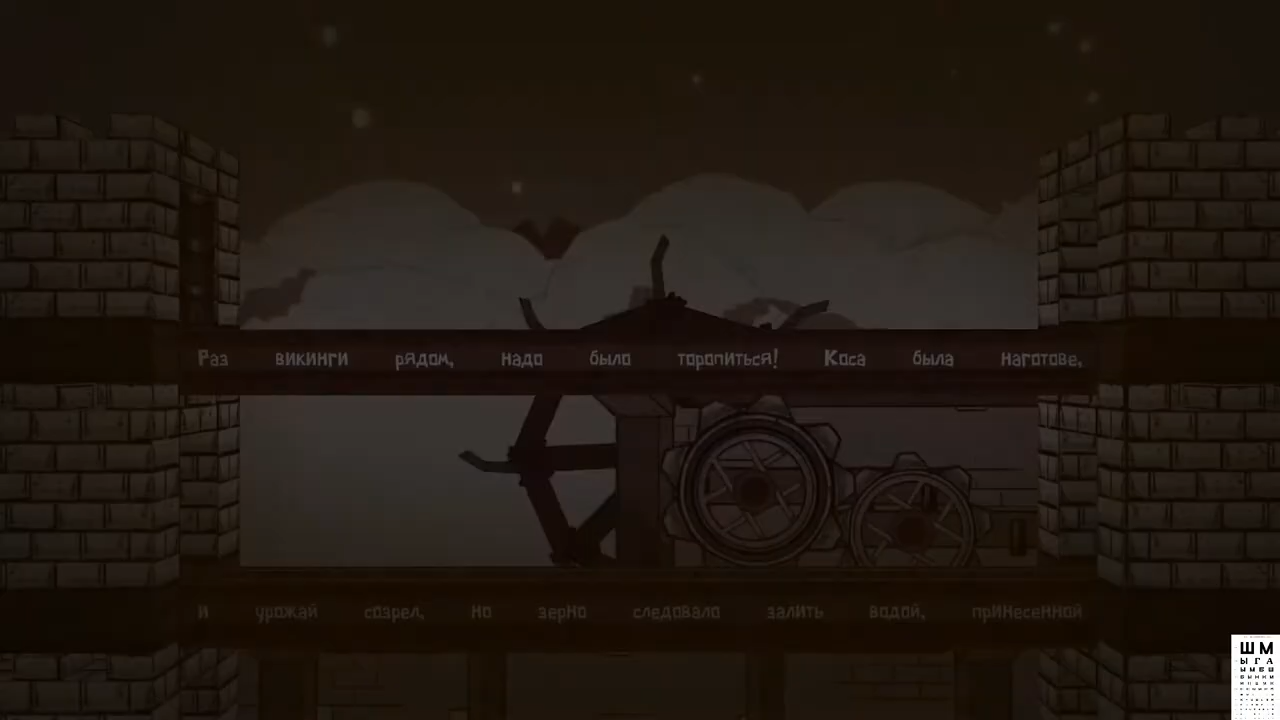 Раз викинги рядом, надо было торопиться! Коса была наготове,
и урожай созрел, но зерно следовало залить водой, принесенной
Ш М
Ы Г А